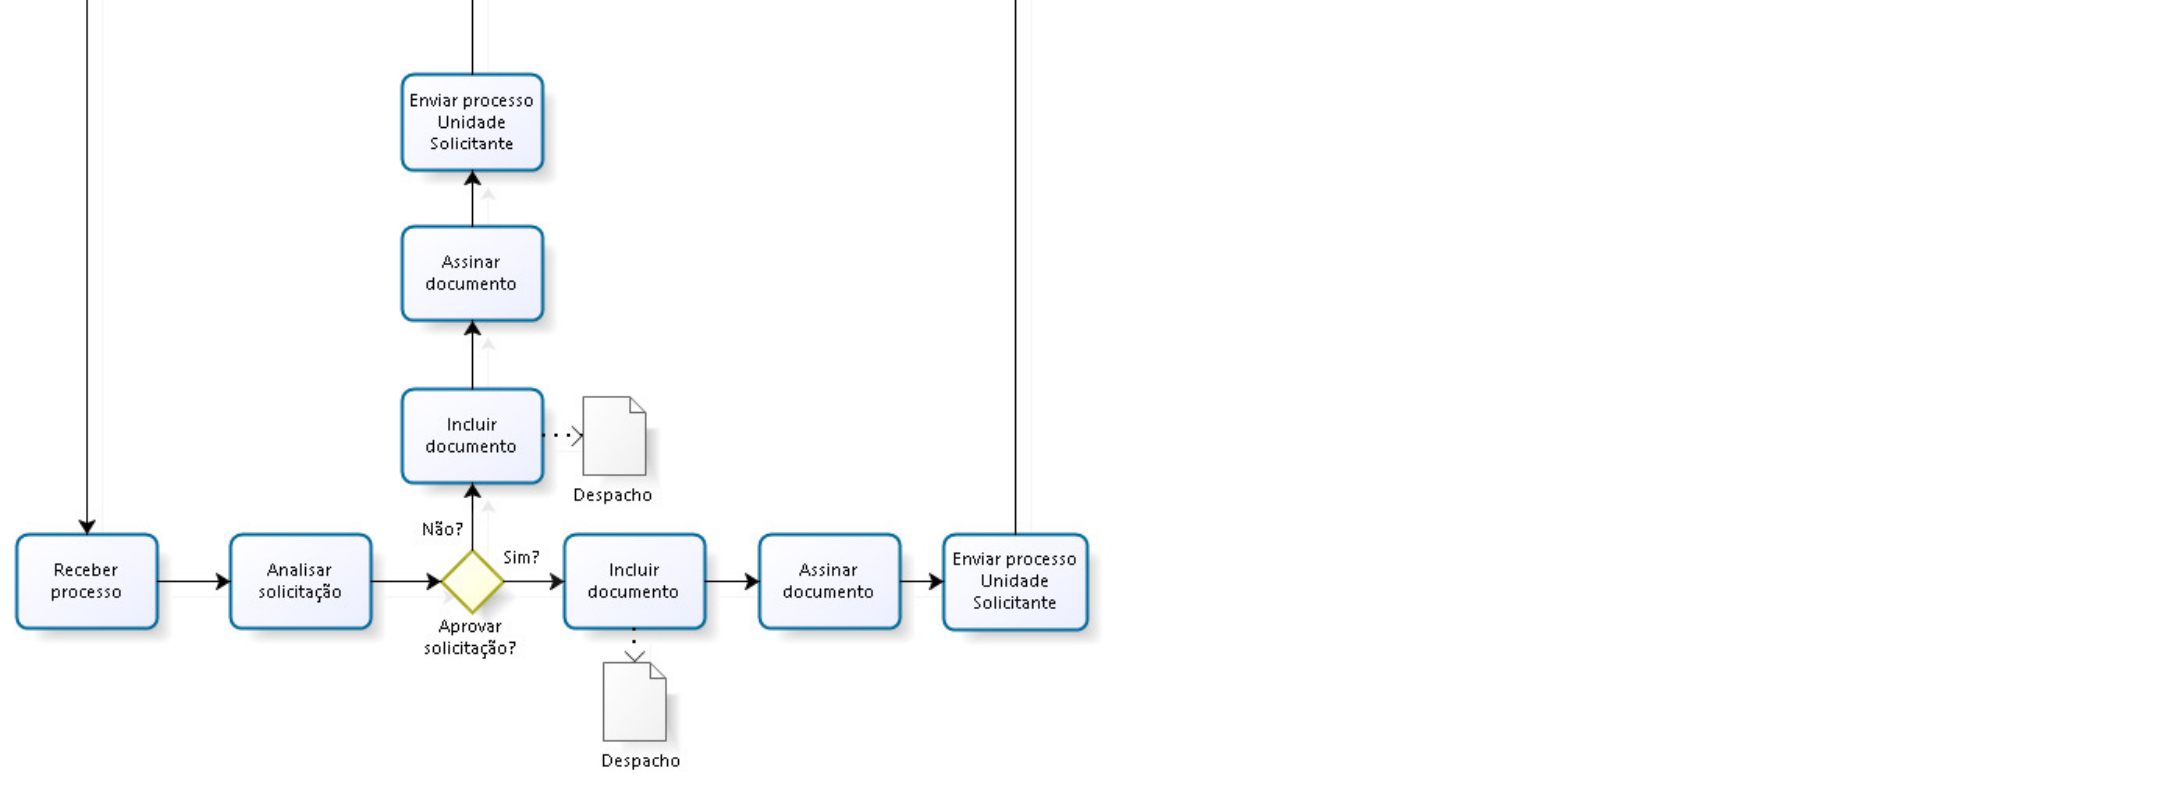 Enviar processo
Unidade
Solicitante
Assinar
documento
Incluir
documento
Despacho
Não?
Sim?
Receber
processo
Analisar
solicitação
Aprovar
solicitação?
Incluir
documento
Assinar
documento
Enviar processo
Unidade
Solicitante
Despacho